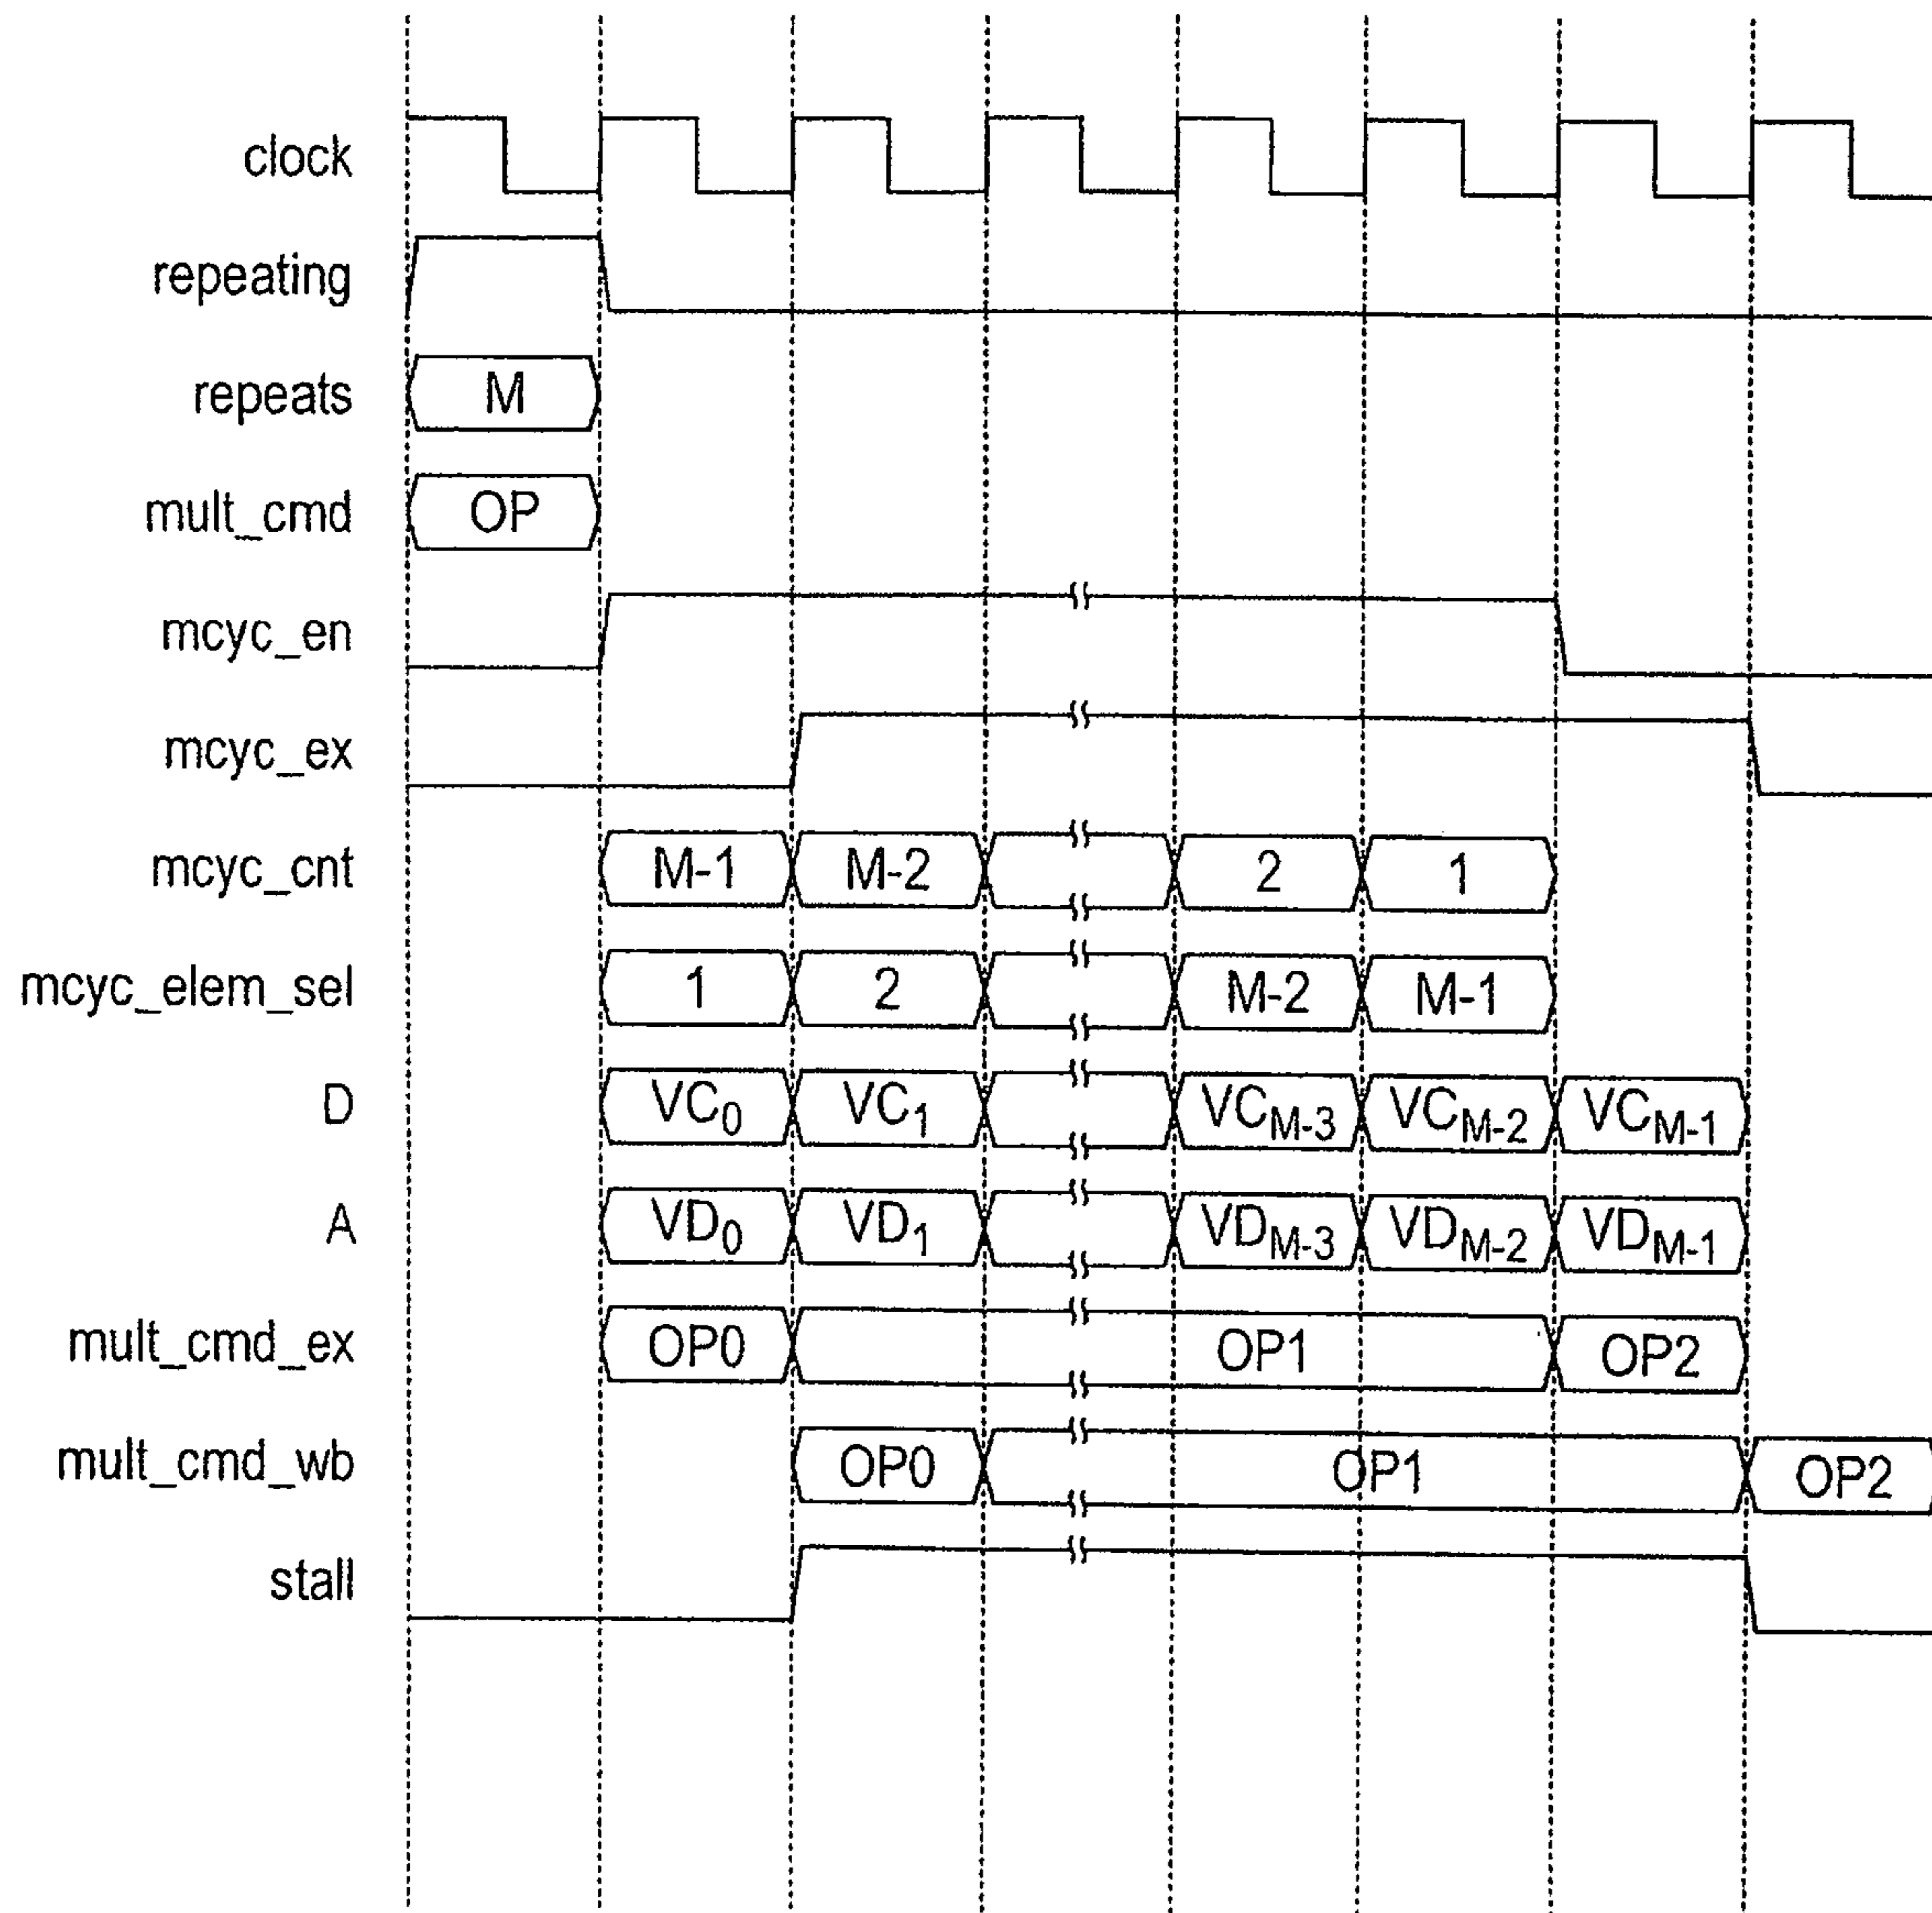 clock
repeating
repeats M
mult_cmd OP
mcyc_en
mcyc_ex
mcyc_cnt M-1 M-2 2 1
mcyc_elem_sel 1 2 M-2 M-1
D VC0 VC1 VCM-3 VCM-2 VCM-1
A VD0 VD1 VDM-3 VDM-2 VDM-1
mult_cmd_ex OP0 OP1 OP2
mult_cmd_wb OP0 OP1 OP2
stall